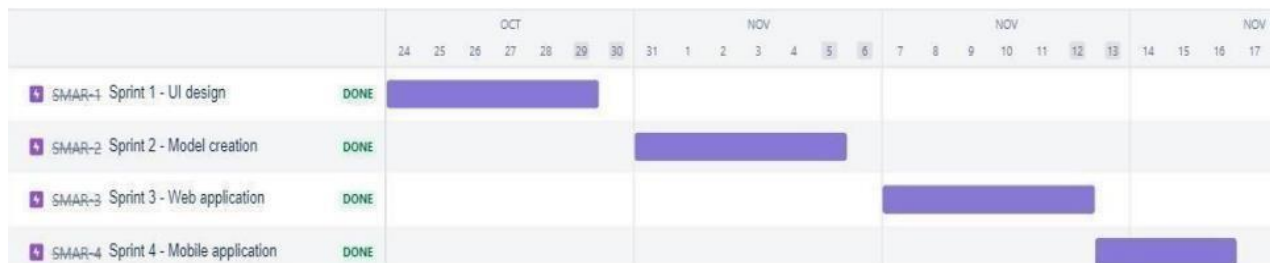 OCT NOV NOV NOV
24 25 26 27 28 29 30 31 1 2 3 4 5 6 7 8 9 10 11 12 13 14 15 16 17
SMAR-1 Sprint 1 - UI design DONE
SMAR-2 Sprint 2 - Model creation DONE
SMAR-3 Sprint 3 - Web application DONE
SMAR-4 Sprint 4 - Mobile application DONE